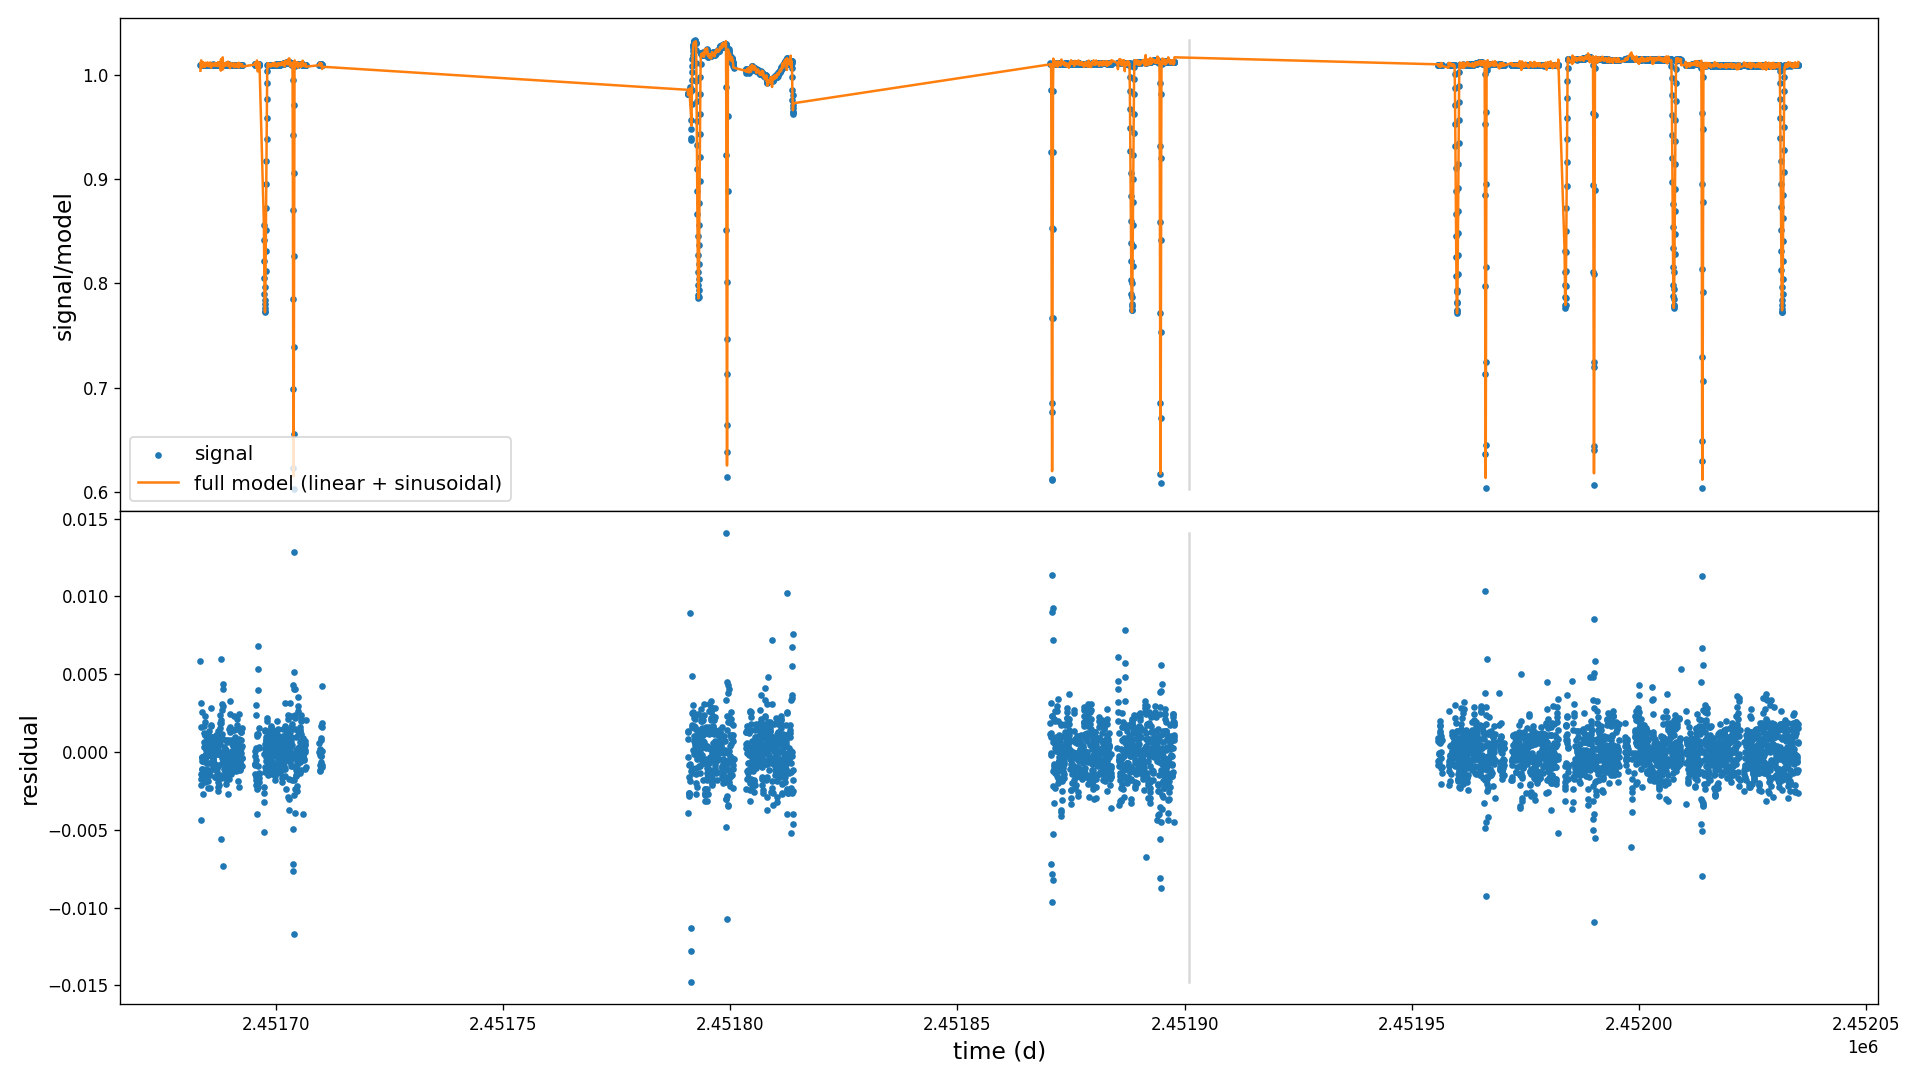 1.0
0.9
0.8
0.7
0.6
signal/model
signal
full model (linear + sinusoidal)
0.015
0.010
0.005
0.000
−0.005
−0.010
−0.015
residual
2.45170 2.45175 2.45180 2.45185 2.45190 2.45195 2.45200 2.45205
1e6
time (d)